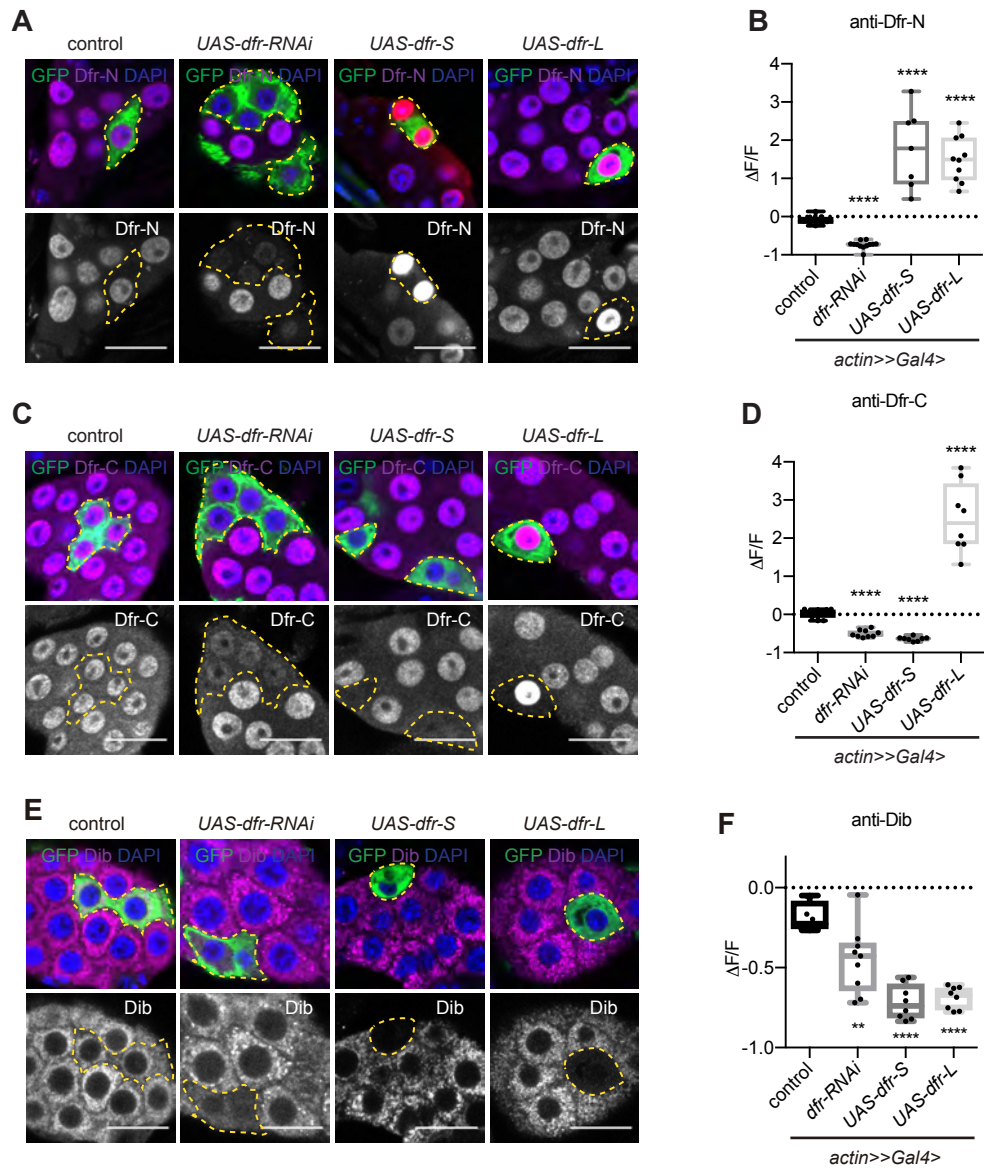 A
control UAS-dfr-RNAi UAS-dfr-S UAS-dfr-L
GFP Dfr-N DAPI GFP Dfr-N DAPI GFP Dfr-N DAPI GFP Dfr-N DAPI
Dfr-N Dfr-N Dfr-N Dfr-N
B
anti-Dfr-N
ΔF/F
4
3
2
1
0
-1
****
****
****
control dfr-RNAi UAS-dfr-S UAS-dfr-L
actin>>Gal4>
C
control UAS-dfr-RNAi UAS-dfr-S UAS-dfr-L
GFP Dfr-C DAPI GFP Dfr-C DAPI GFP Dfr-C DAPI GFP Dfr-C DAPI
Dfr-C Dfr-C Dfr-C Dfr-C
D
anti-Dfr-C
ΔF/F
4
3
2
1
0
-1
****
****
****
control dfr-RNAi UAS-dfr-S UAS-dfr-L
actin>>Gal4>
E
control UAS-dfr-RNAi UAS-dfr-S UAS-dfr-L
GFP Dib DAPI GFP Dib DAPI GFP Dib DAPI GFP Dib DAPI
Dib Dib Dib Dib
F
anti-Dib
ΔF/F
0.0
-0.5
-1.0
**
****
****
control dfr-RNAi UAS-dfr-S UAS-dfr-L
actin>>Gal4>